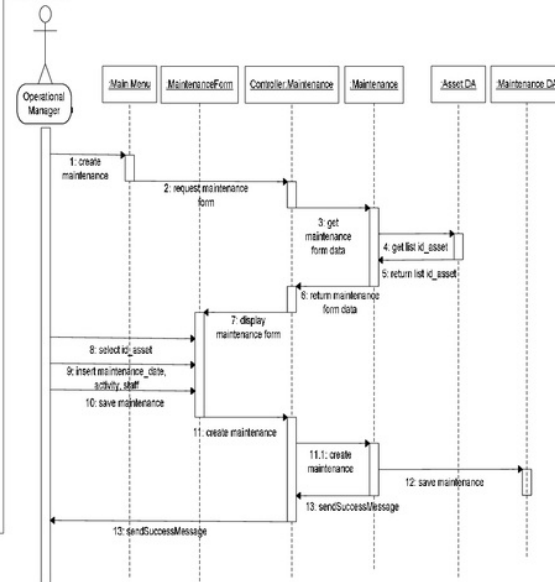 Operational
Manager
:Main Menu
:MaintenanceForm
Controller:Maintenance
:Maintenance
:Asset DA
:Maintenance DA
1: create
maintenance
2: request maintenance
form
3: get
maintenance
form data
4: get list id_asset
5: return list id_asset
6: return maintenance
form data
7: display
maintenance form
8: select id_asset
9: insert maintenance_date,
activity, staff
10: save maintenance
11: create maintenance
11.1: create
maintenance
12: save maintenance
13: sendSuccessMessage
13: sendSuccessMessage